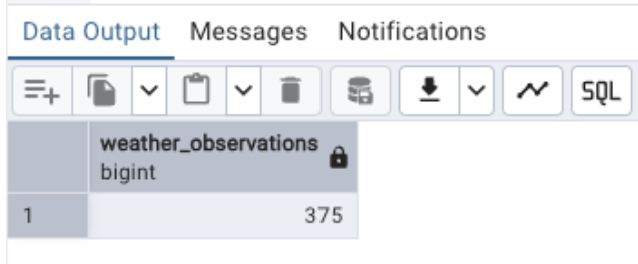 Data Output Messages Notifications
SQL
weather_observations
bigint
1 375